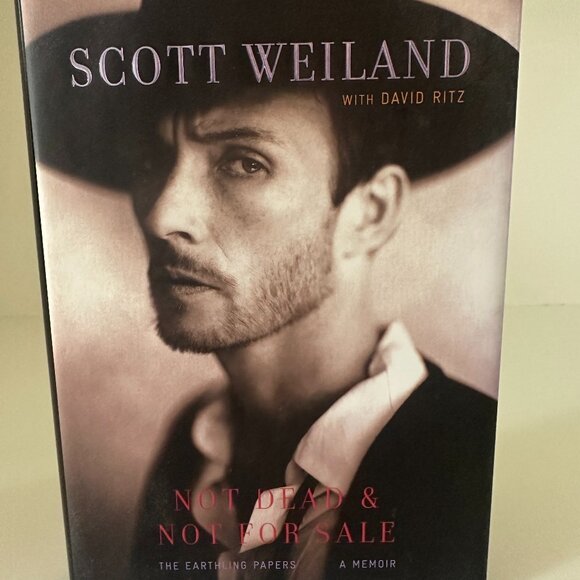 SCOTT WEILAND
WITH DAVID RITZ
NOT DEAD &
NOT FOR SALE
THE EARTHLING PAPERS A MEMOIR